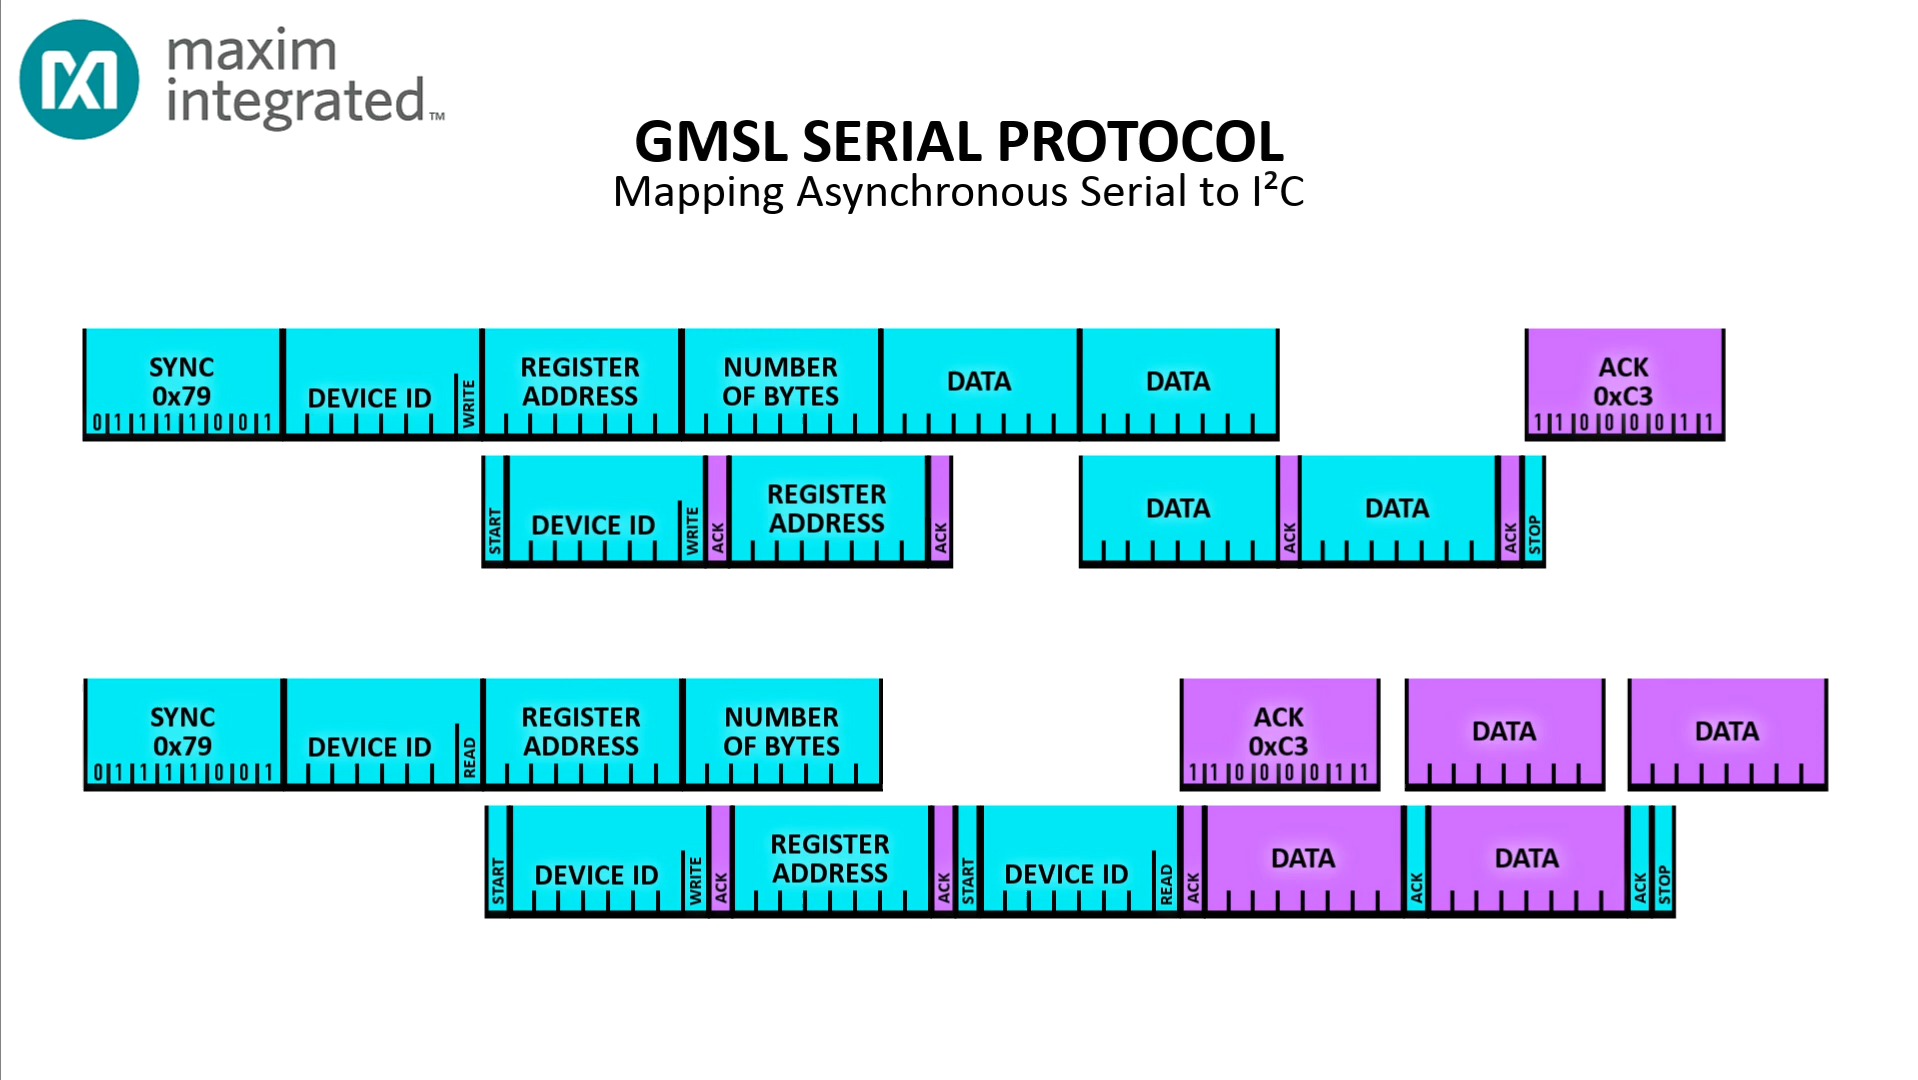 maxim
integrated™
GMSL SERIAL PROTOCOL
Mapping Asynchronous Serial to I²C
SYNC
0x79
0 1 1 1 1 0 0 1
DEVICE ID
WRITE
REGISTER
ADDRESS
NUMBER
OF BYTES
DATA
DATA
ACK
0xC3
1 1 0 0 0 0 1 1
START
DEVICE ID
WRITE
ACK
REGISTER
ADDRESS
ACK
DATA
ACK
DATA
ACK
STOP
SYNC
0x79
0 1 1 1 1 0 0 1
DEVICE ID
READ
REGISTER
ADDRESS
NUMBER
OF BYTES
ACK
0xC3
1 1 0 0 0 0 1 1
DATA
DATA
START
DEVICE ID
WRITE
ACK
REGISTER
ADDRESS
ACK
START
DEVICE ID
READ
ACK
DATA
ACK
DATA
ACK
STOP